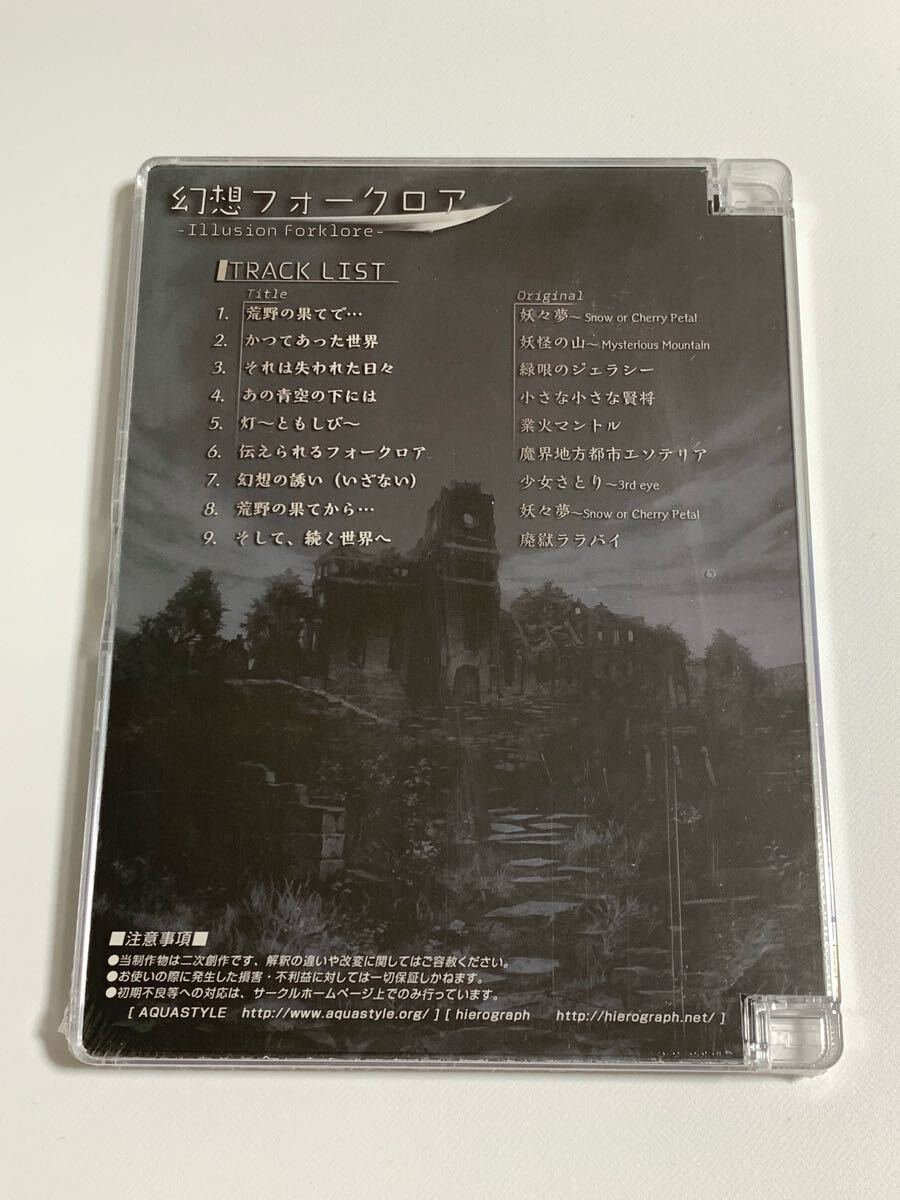 幻想フォークロア
-Illusion Forklore-
TRACK LIST
Title Original
1. 荒野の果てで… 妖々夢～Snow or Cherry Petal
2. かつてあった世界 妖怪の山～Mysterious Mountain
3. それは失われた日々 緑眼のジェラシー
4. あの青空の下には 小さな小さな賢将
5. 灯～ともしび～ 業火マントル
6. 伝えられるフォークロア 魔界地方都市エソテリア
7. 幻想の誘い（いざない） 少女さとり～3rd eye
8. 荒野の果てから… 妖々夢～Snow or Cherry Petal
9. そして、続く世界へ 廃獄ララバイ
■注意事項■
●当制作物は二次創作です、解釈の違いや改変に関してはご容赦ください。
●お使いの際に発生した損害・不利益に対しては一切保証しかねます。
●初期不良等への対応は、サークルホームページ上でのみ行っています。
[ AQUASTYLE http://www.aquastyle.org/ ] [ hierograph http://hierograph.net/ ]